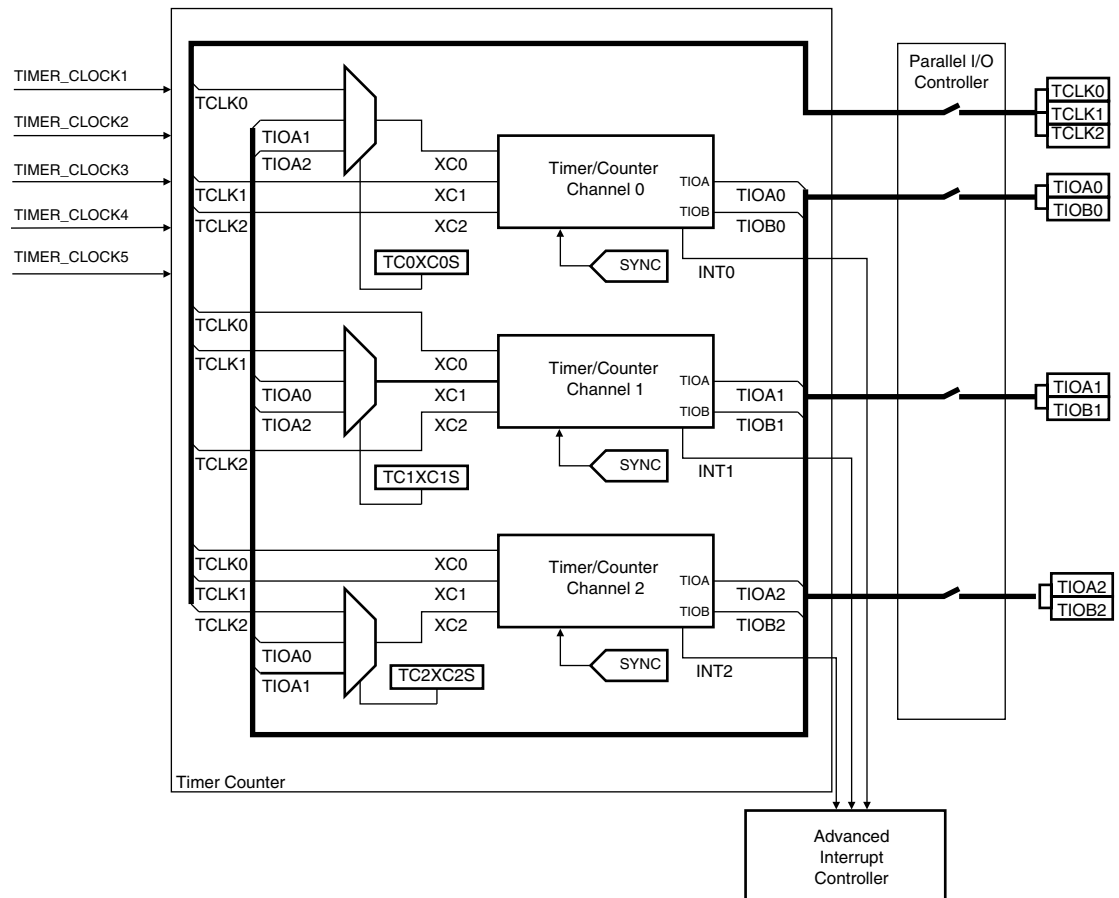 TIMER_CLOCK1
TIMER_CLOCK2
TIMER_CLOCK3
TIMER_CLOCK4
TIMER_CLOCK5
TCLK0
TIOA1
TIOA2
TCLK1
TCLK2
XC0
XC1
XC2
TC0XC0S
Timer/Counter
Channel 0
TIOA
TIOB
TIOA0
TIOB0
SYNC
INT0
TCLK0
TCLK1
TIOA0
TIOA2
TCLK2
XC0
XC1
XC2
TC1XC1S
Timer/Counter
Channel 1
TIOA
TIOB
TIOA1
TIOB1
SYNC
INT1
TCLK0
TCLK1
TCLK2
TIOA0
TIOA1
XC0
XC1
XC2
TC2XC2S
Timer/Counter
Channel 2
TIOA
TIOB
TIOA2
TIOB2
SYNC
INT2
Timer Counter
Parallel I/O
Controller
TCLK0
TCLK1
TCLK2
TIOA0
TIOB0
TIOA1
TIOB1
TIOA2
TIOB2
Advanced
Interrupt
Controller